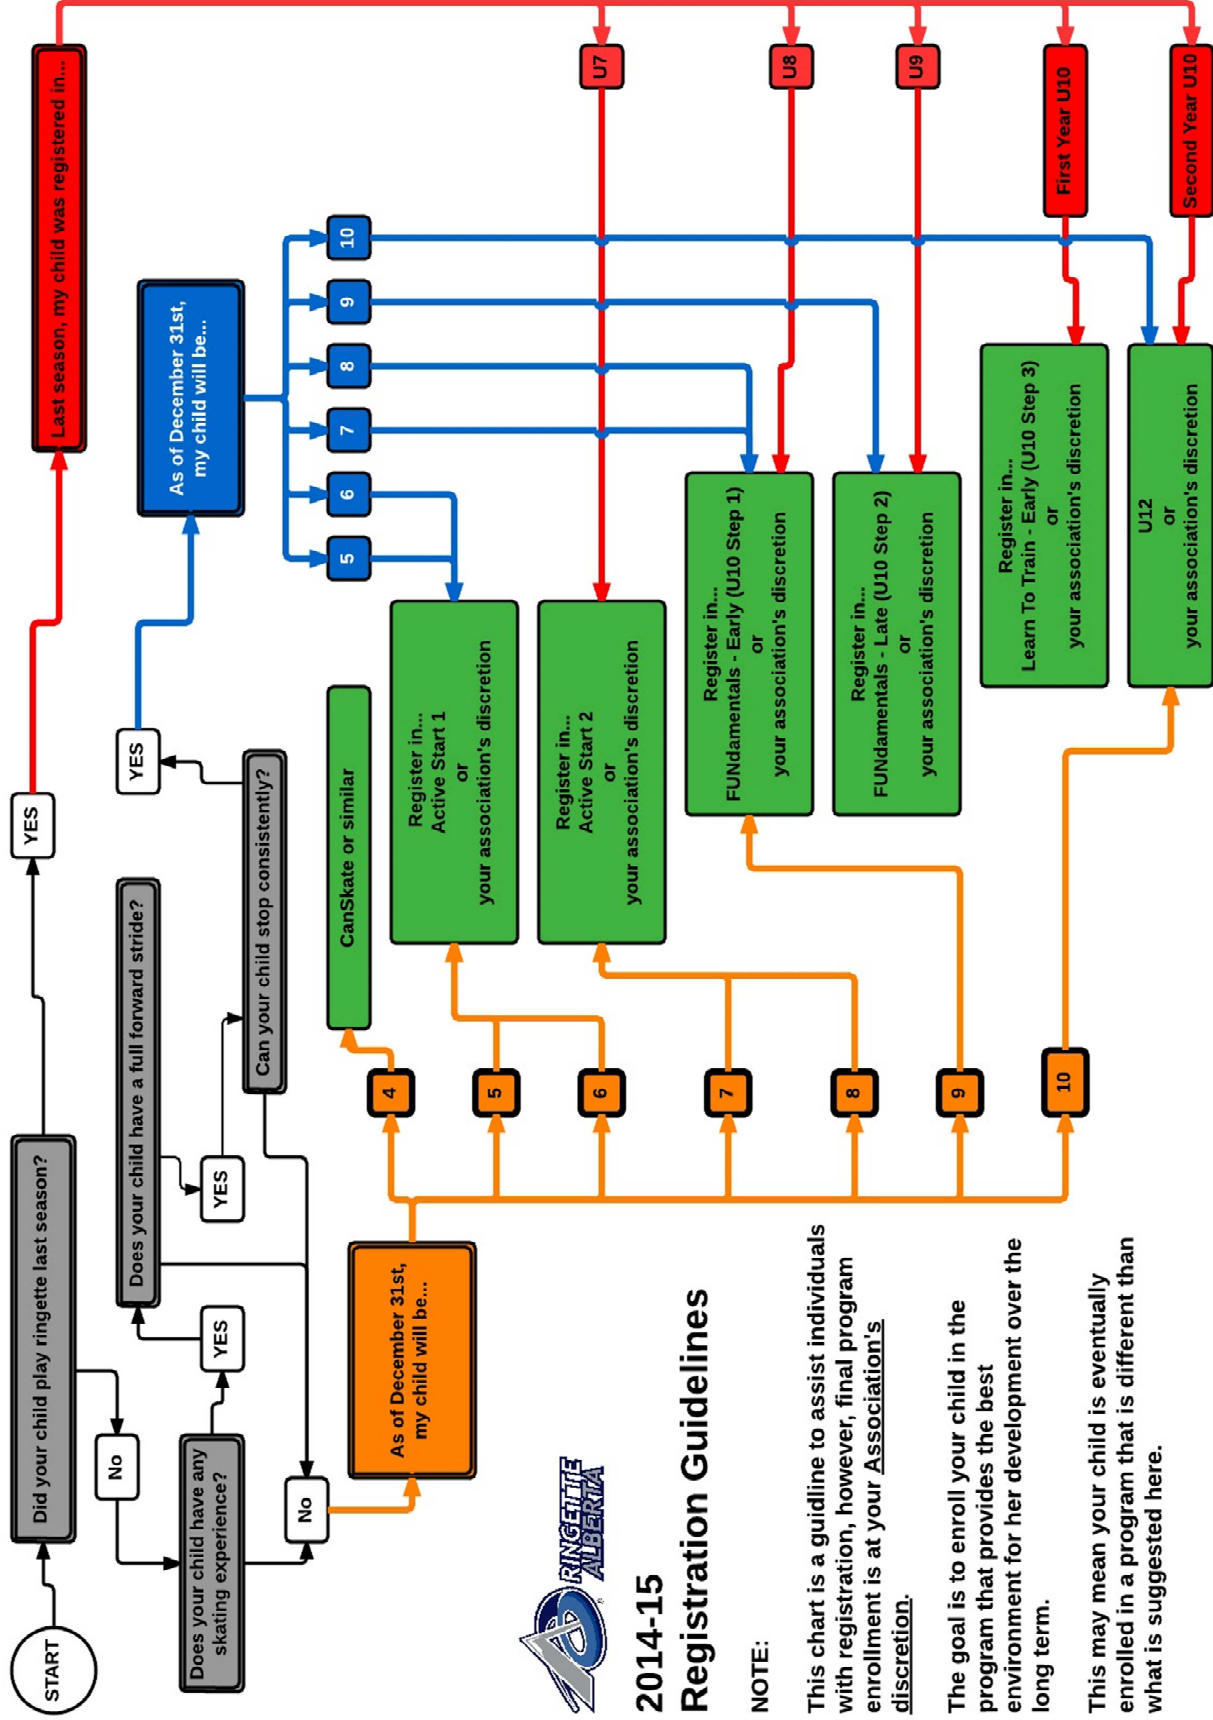 START
Did your child play ringette last season?
YES
Last season, my child was registered in...
No
Does your child have any
skating experience?
YES
Does your child have a full forward stride?
YES
Can your child stop consistently?
YES
As of December 31st,
my child will be...
5
6
7
8
9
10
U7
U8
U9
First Year U10
Second Year U10
No
As of December 31st,
my child will be...
4
5
6
7
8
9
10
CanSkate or similar
Register in...
Active Start 1
or
your association's discretion
Register in...
Active Start 2
or
your association's discretion
Register in...
FUNdamentals - Early (U10 Step 1)
or
your association's discretion
Register in...
FUNdamentals - Late (U10 Step 2)
or
your association's discretion
Register in...
Learn To Train - Early (U10 Step 3)
or
your association's discretion
U12
or
your association's discretion
RINGETTE
ALBERTA
2014-15
Registration Guidelines
NOTE:
This chart is a guidline to assist individuals
with registration, however, final program
enrollment is at your Association's
discretion.
The goal is to enroll your child in the
program that provides the best
environment for her development over the
long term.
This may mean your child is eventually
enrolled in a program that is different than
what is suggested here.